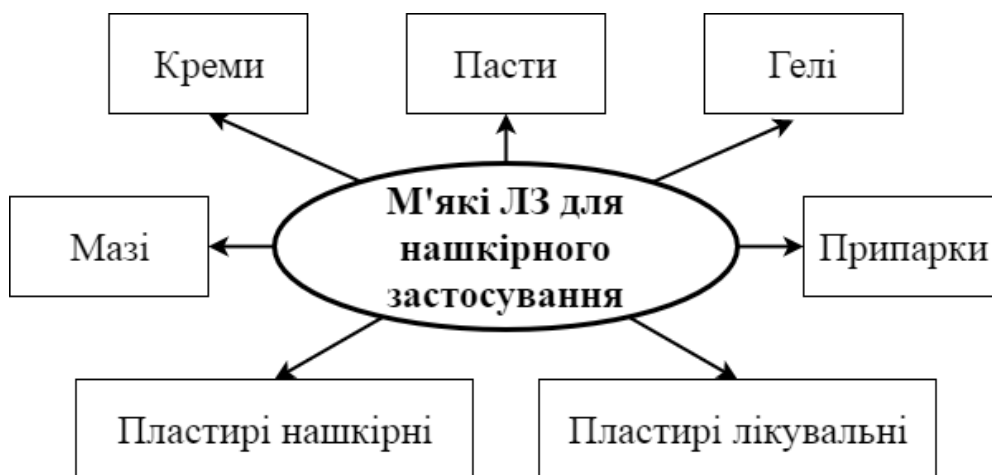 Креми
Пасти
Гелі
М'які ЛЗ для
нашкірного
застосування
Мазі
Припарки
Пластирі нашкірні
Пластирі лікувальні